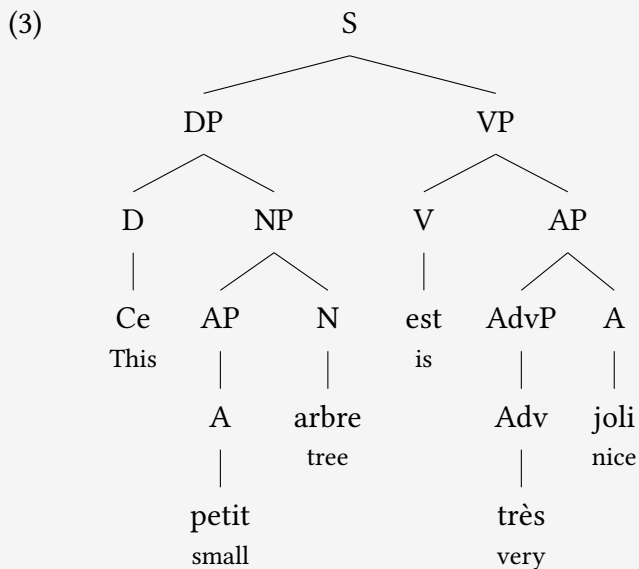 (3) S
DP VP
D NP V AP
Ce AP N est AdvP A
This is
A arbre Adv joli
tree nice
petit très
small very